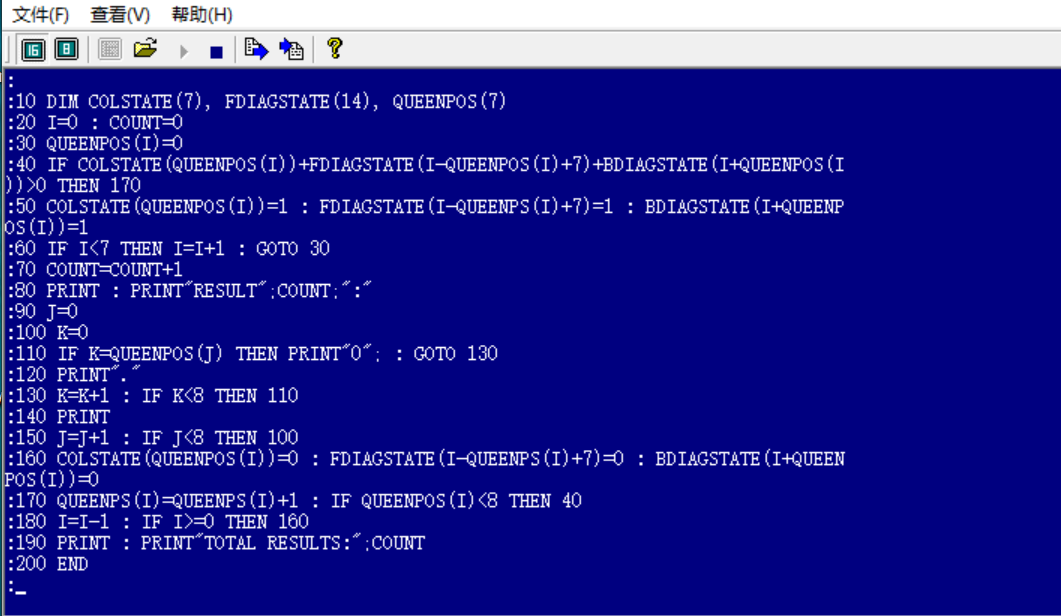 文件(F) 查看(V) 帮助(H)
16 8
:
:10 DIM COLSTATE(7), FDIAGSTATE(14), QUEENPOS(7)
:20 I=0 : COUNT=0
:30 QUEENPOS(I)=0
:40 IF COLSTATE(QUEENPOS(I))+FDIAGSTATE(I-QUEENPOS(I)+7)+BDIAGSTATE(I+QUEENPOS(I
))>0 THEN 170
:50 COLSTATE(QUEENPOS(I))=1 : FDIAGSTATE(I-QUEENPS(I)+7)=1 : BDIAGSTATE(I+QUEENP
OS(I))=1
:60 IF I<7 THEN I=I+1 : GOTO 30
:70 COUNT=COUNT+1
:80 PRINT : PRINT"RESULT";COUNT;":"
:90 J=0
:100 K=0
:110 IF K=QUEENPOS(J) THEN PRINT"O"; : GOTO 130
:120 PRINT"."
:130 K=K+1 : IF K<8 THEN 110
:140 PRINT
:150 J=J+1 : IF J<8 THEN 100
:160 COLSTATE(QUEENPOS(I))=0 : FDIAGSTATE(I-QUEENPS(I)+7)=0 : BDIAGSTATE(I+QUEEN
POS(I))=0
:170 QUEENPS(I)=QUEENPS(I)+1 : IF QUEENPOS(I)<8 THEN 40
:180 I=I-1 : IF I>=0 THEN 160
:190 PRINT : PRINT"TOTAL RESULTS:";COUNT
:200 END
:_